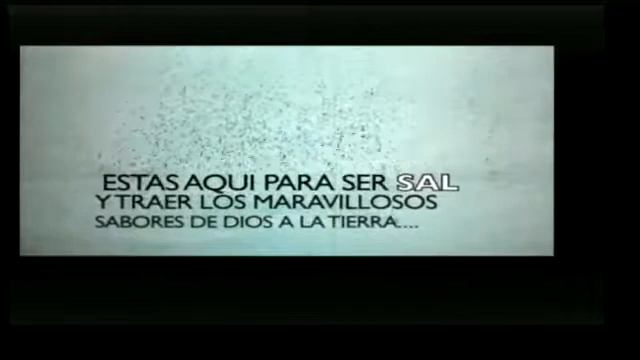 ESTAS AQUI PARA SER SAL
Y TRAER LOS MARAVILLOSOS
SABORES DE DIOS A LA TIERRA....